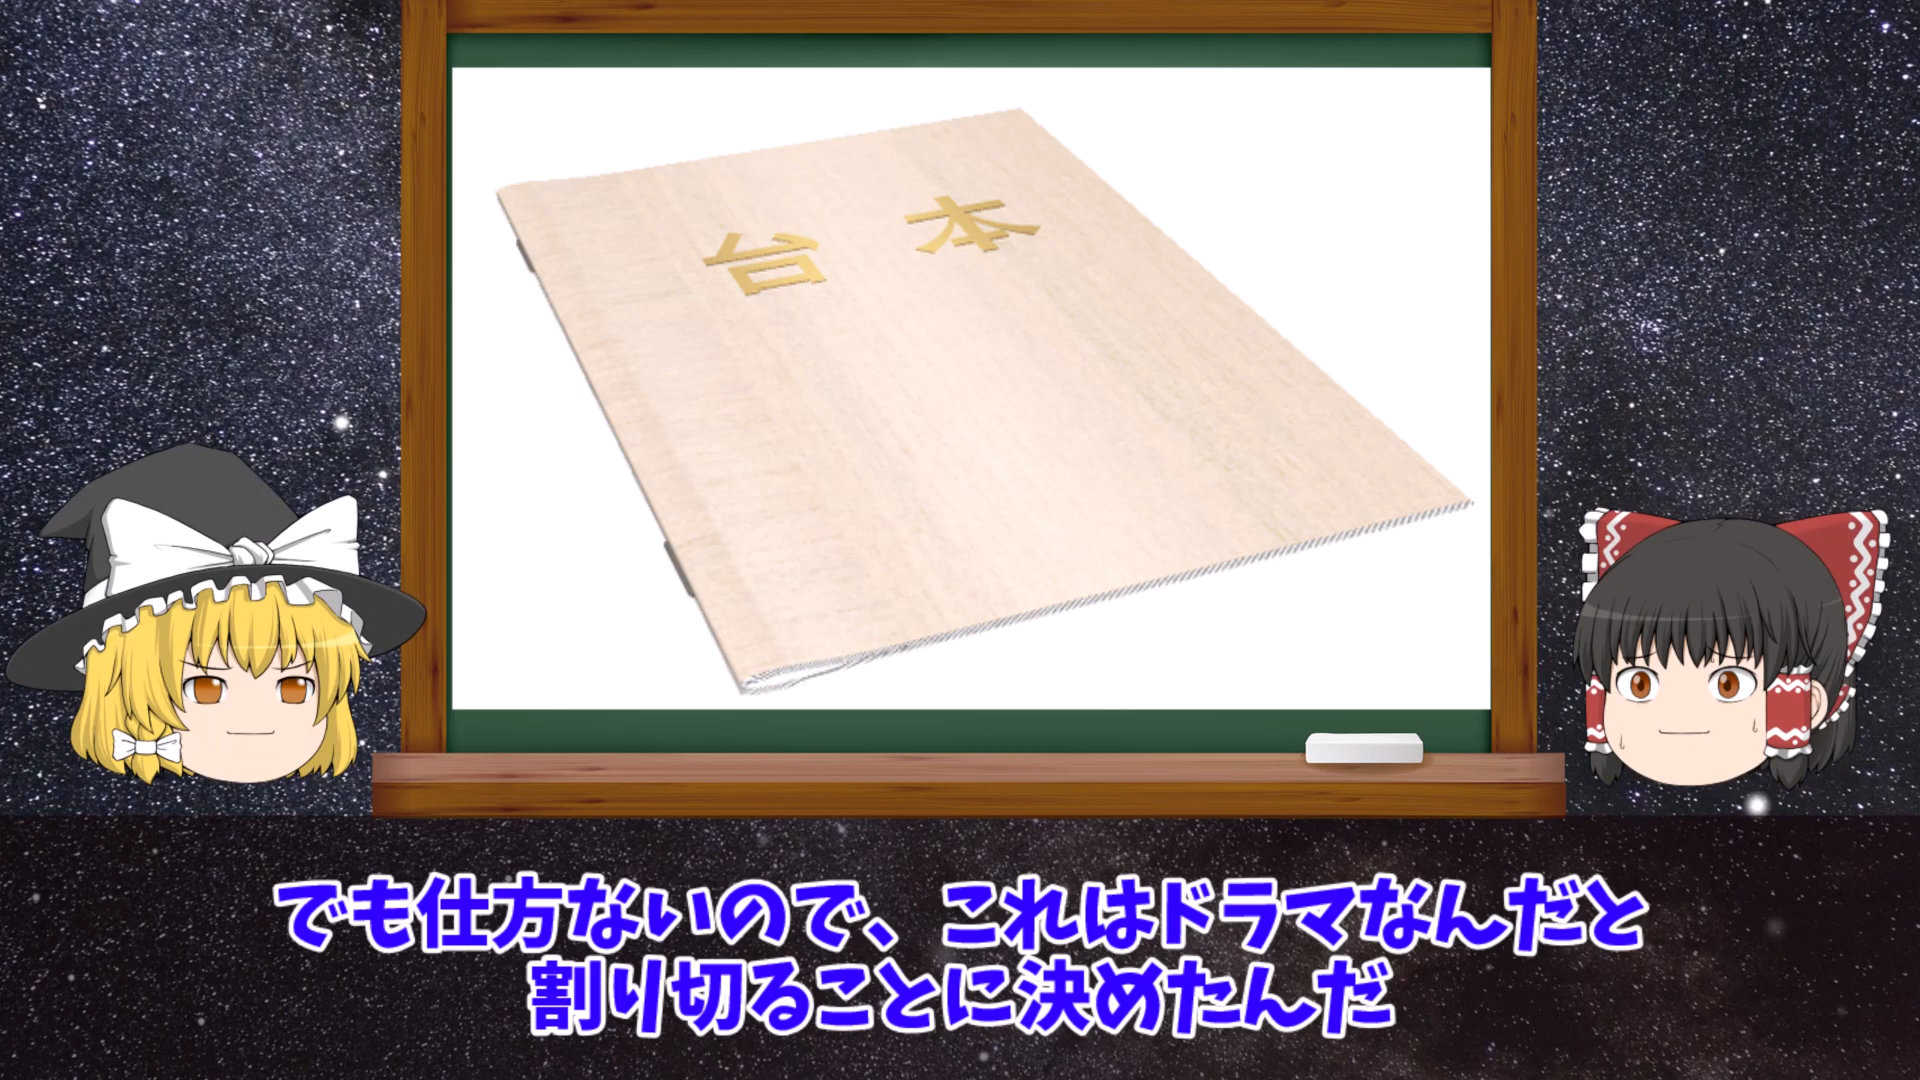 台本
でも仕方ないので、これはドラマなんだと
割り切ることに決めたんだ